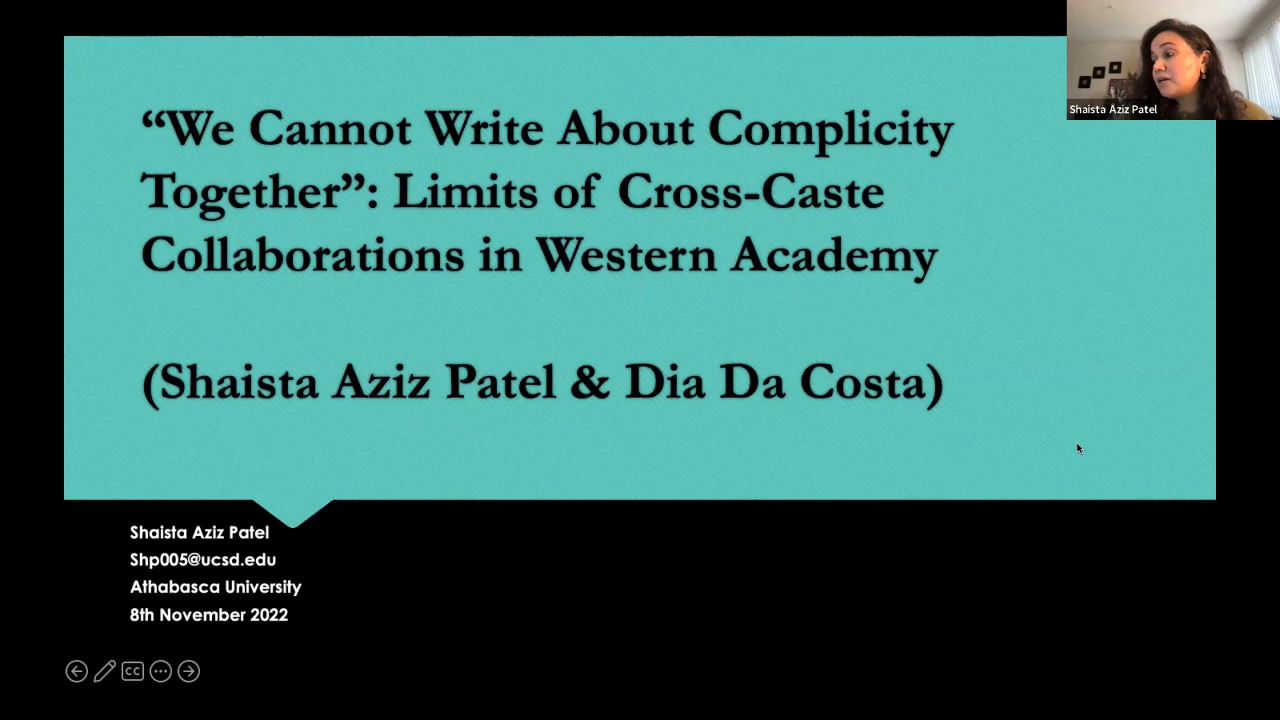 “We Cannot Write About Complicity
Together”: Limits of Cross-Caste
Collaborations in Western Academy
(Shaista Aziz Patel & Dia Da Costa)
Shaista Aziz Patel
Shaista Aziz Patel
Shp005@ucsd.edu
Athabasca University
8th November 2022
CC